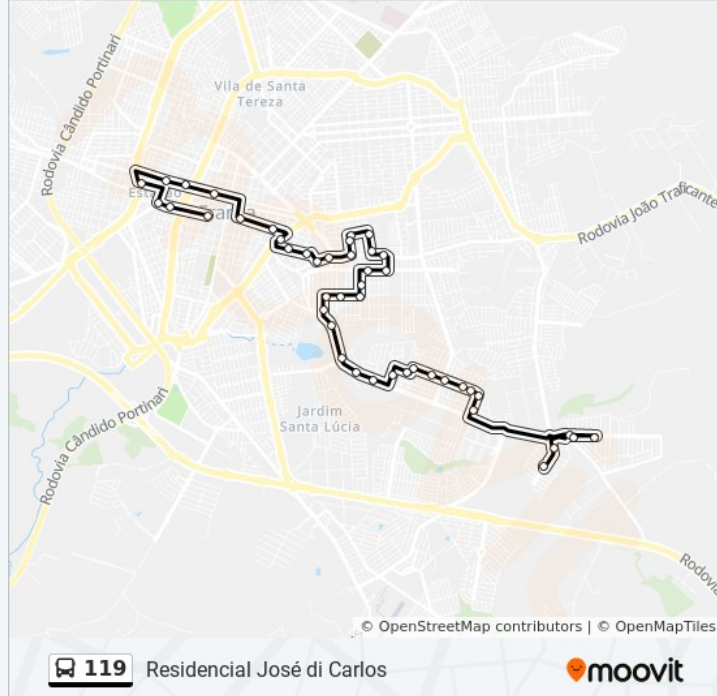 Rodovia Cândido Portinari
Vila de Santa
Tereza
Rodovia João Traficante
Franca
Jardim
Santa Lúcia
Rodovia Cândido Portinari
© OpenStreetMap contributors | © OpenMapTiles
119 Residencial José di Carlos
moovit